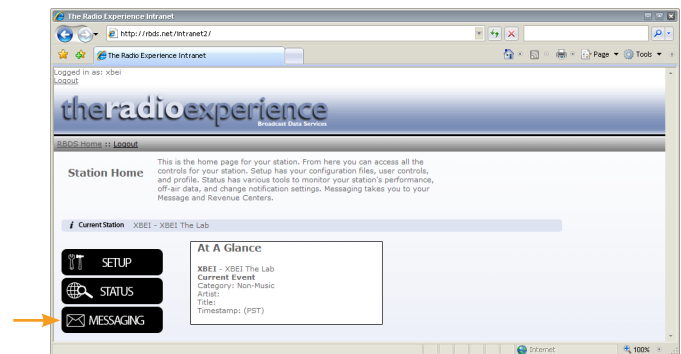 The Radio Experience Intranet
http://rbds.net/intranet2/
The Radio Experience Intranet
Page
Tools
Logged in as: xbei
Logout
theradioexperience
Broadcast Data Services
RBDS Home :: Logout
Station Home
This is the home page for your station. From here you can access all the
controls for your station. Setup has your configuration files, user controls,
and profile. Status has various tools to monitor your station's performance,
off-air data, and change notification settings. Messaging takes you to your
Message and Revenue Centers.
i Current Station XBEI - XBEI The Lab
SETUP
STATUS
MESSAGING
At A Glance
XBEI - XBEI The Lab
Current Event
Category: Non-Music
Artist:
Title:
Timestamp: (PST)
Internet
100%